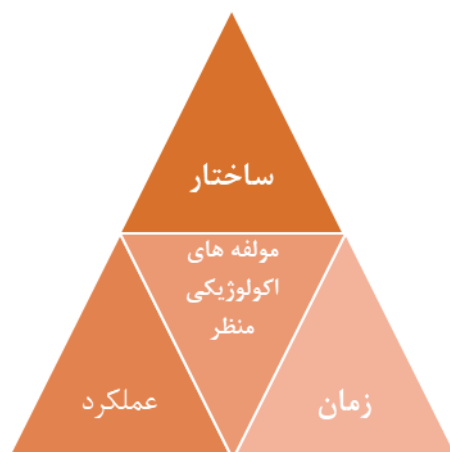 ساختار
مولفه های
اکولوژیکی
منظر
زمان
عملکرد